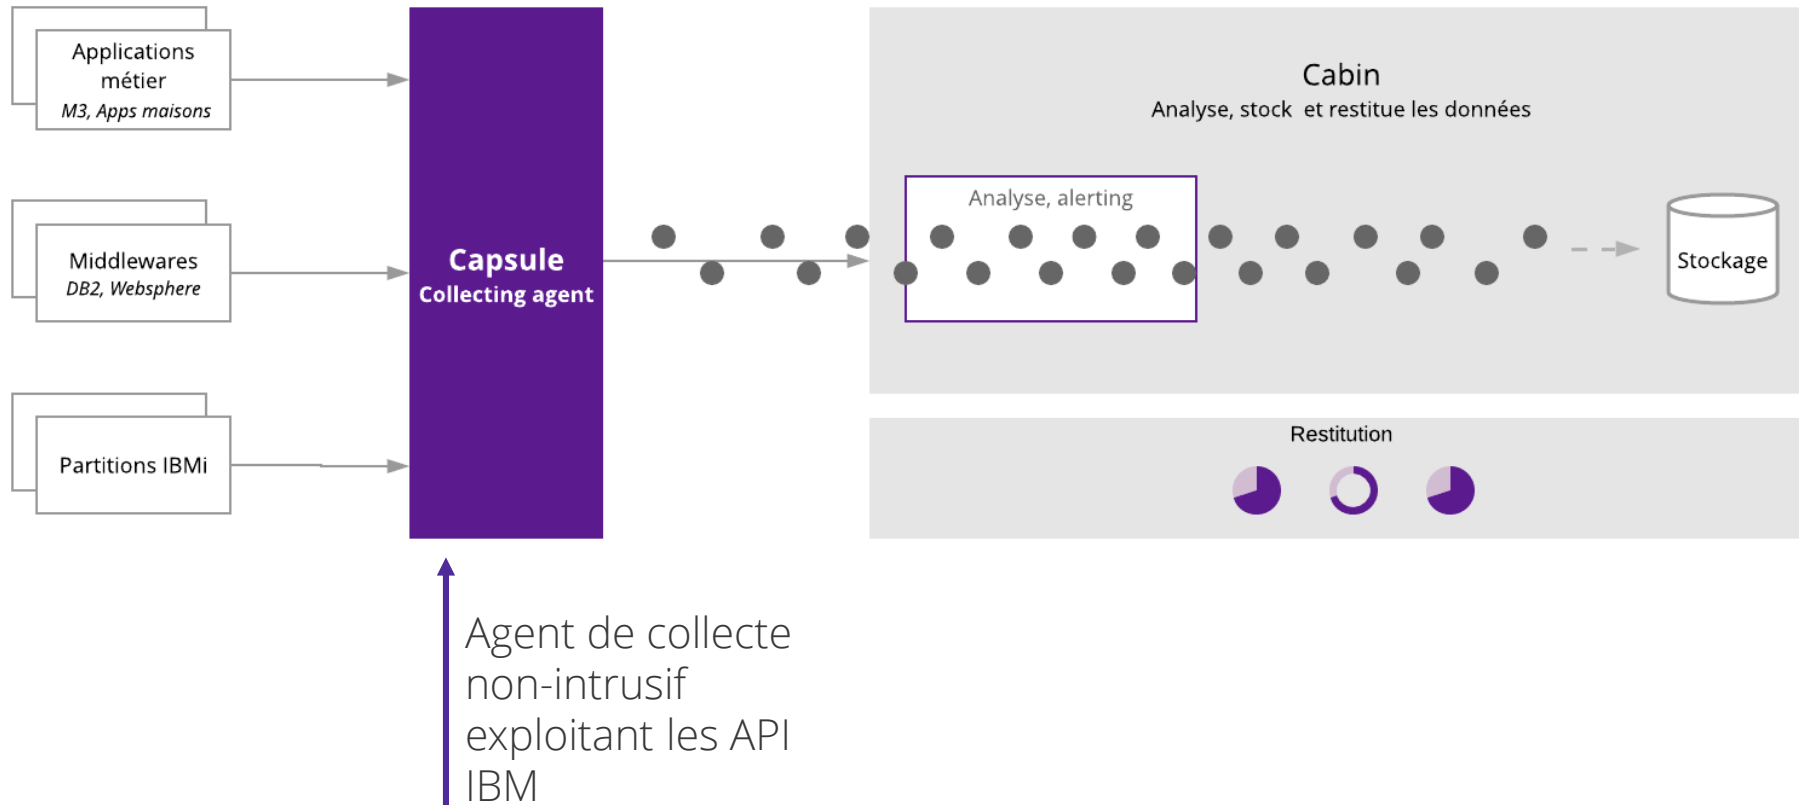 Applications
métier
M3, Apps maisons
Middlewares
DB2, Websphere
Partitions IBMi
Capsule
Collecting agent
Cabin
Analyse, stock et restitue les données
Analyse, alerting
Stockage
Restitution
Agent de collecte
non-intrusif
exploitant les API
IBM